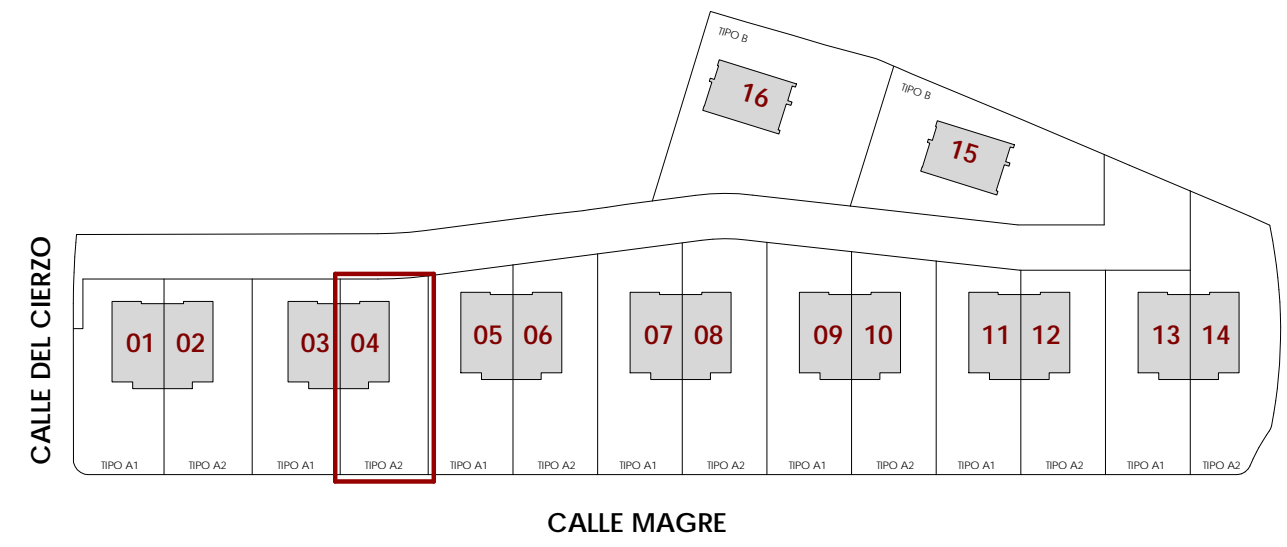 TIPO B
16
TIPO B
15
CALLE DEL CIERZO
01 02 03 04 05 06 07 08 09 10 11 12 13 14
TIPO A1 TIPO A2 TIPO A1 TIPO A2 TIPO A1 TIPO A2 TIPO A1 TIPO A2 TIPO A1 TIPO A2 TIPO A1 TIPO A2 TIPO A1 TIPO A2
CALLE MAGRE